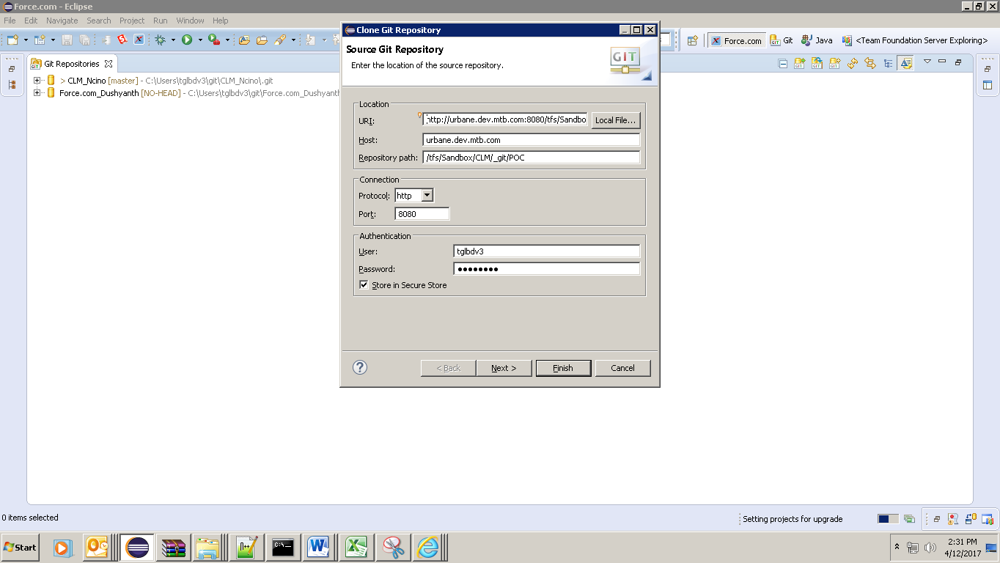 Force.com - Eclipse
File Edit Navigate Search Project Run Window Help
Force.com Git Java <Team Foundation Server Exploring>
Git Repositories
> CLM_Ncino [master] - C:\Users\tglbdv3\git\CLM_Ncino\.git
Force.com_Dushyanth [NO-HEAD] - C:\Users\tglbdv3\git\Force.com_Dushyanth
Clone Git Repository
Source Git Repository
Enter the location of the source repository.
GIT
Location
URI: http://urbane.dev.mtb.com:8080/tfs/Sandbo Local File...
Host: urbane.dev.mtb.com
Repository path: /tfs/Sandbox/CLM/_git/POC
Connection
Protocol: http
Port: 8080
Authentication
User: tglbdv3
Password: ●●●●●●●●
Store in Secure Store
? < Back Next > Finish Cancel
0 items selected
Setting projects for upgrade
Start
2:31 PM
4/12/2017